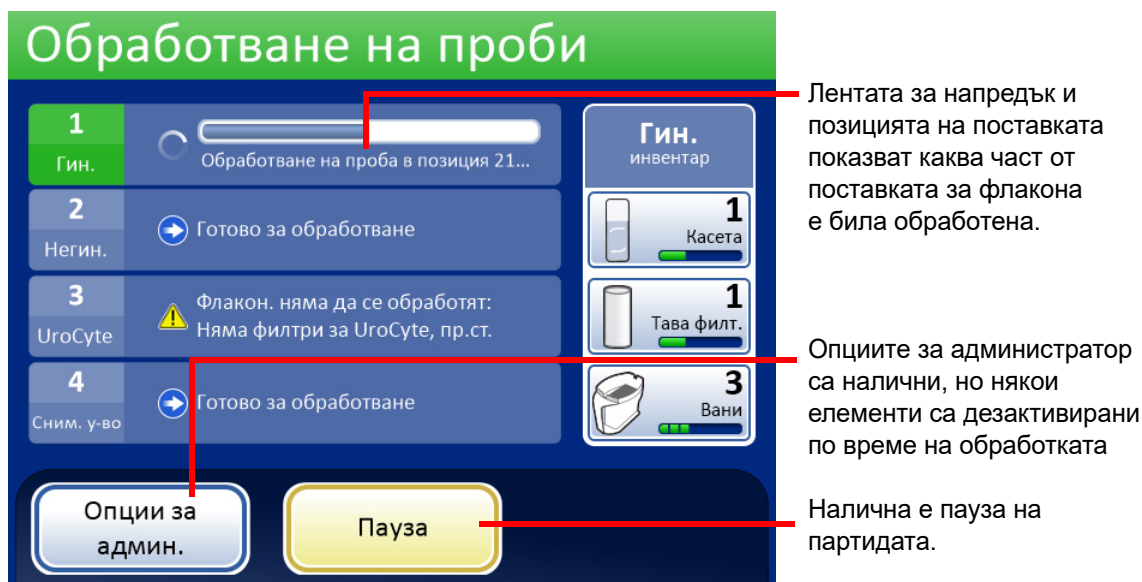 Обработване на проби
1
Гин.
Обработване на проба в позиция 21...
2
Негин.
Готово за обработване
3
UroCyte
Флакон. няма да се обработят:
Няма филтри за UroCyte, пр.ст.
4
Сним. у-во
Готово за обработване
Гин.
инвентар
1
Касета
1
Тава филт.
3
Вани
Опции за
админ.
Пауза
Лентата за напредък и
позицията на поставката
показват каква част от
поставката за флакона
е била обработена.
Опциите за администратор
са налични, но някои
елементи са дезактивирани
по време на обработката
Налична е пауза на
партидата.